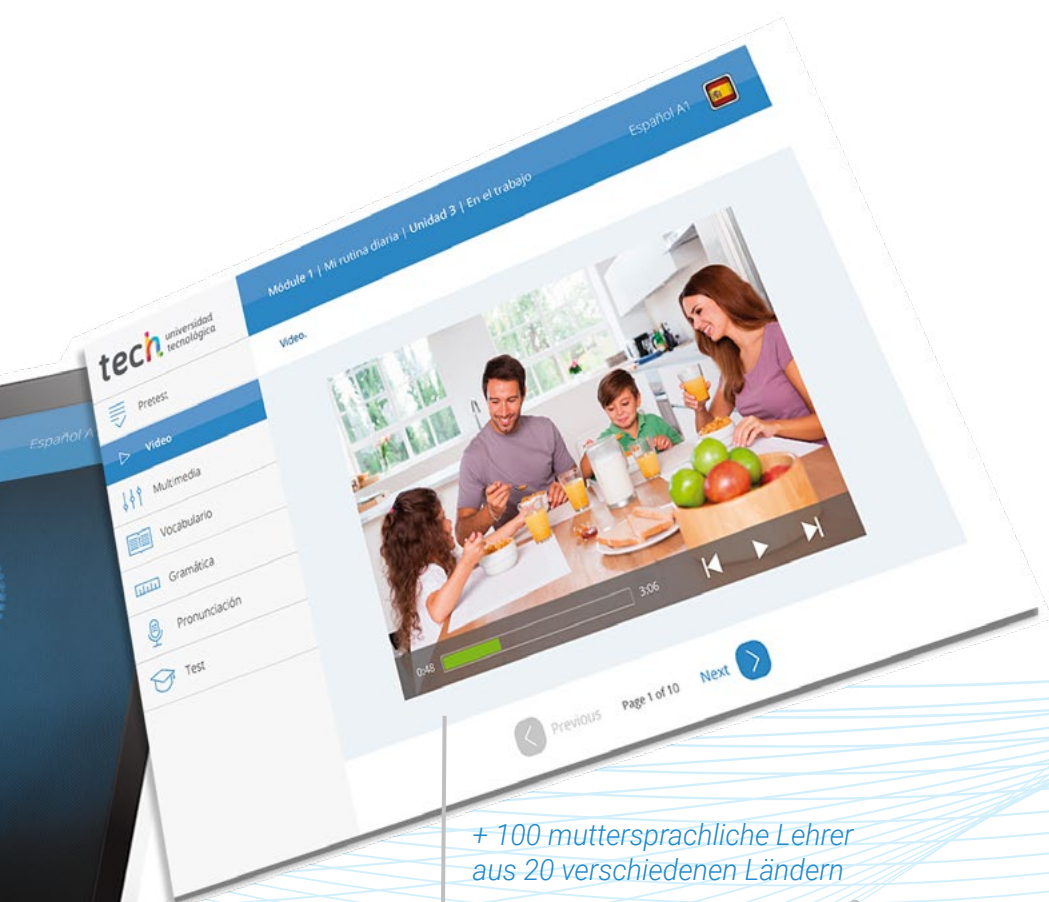 Español A1
Módule 1 | Mi rutina diaria | Unidad 3 | En el trabajo
tech universidad
tecnológica
Video.
Pretest
Video
Multimedia
Vocabulario
Gramática
Pronunciación
Test
Español A
0:48
3:06
Previous
Page 1 of 10
Next
+ 100 muttersprachliche Lehrer
aus 20 verschiedenen Ländern